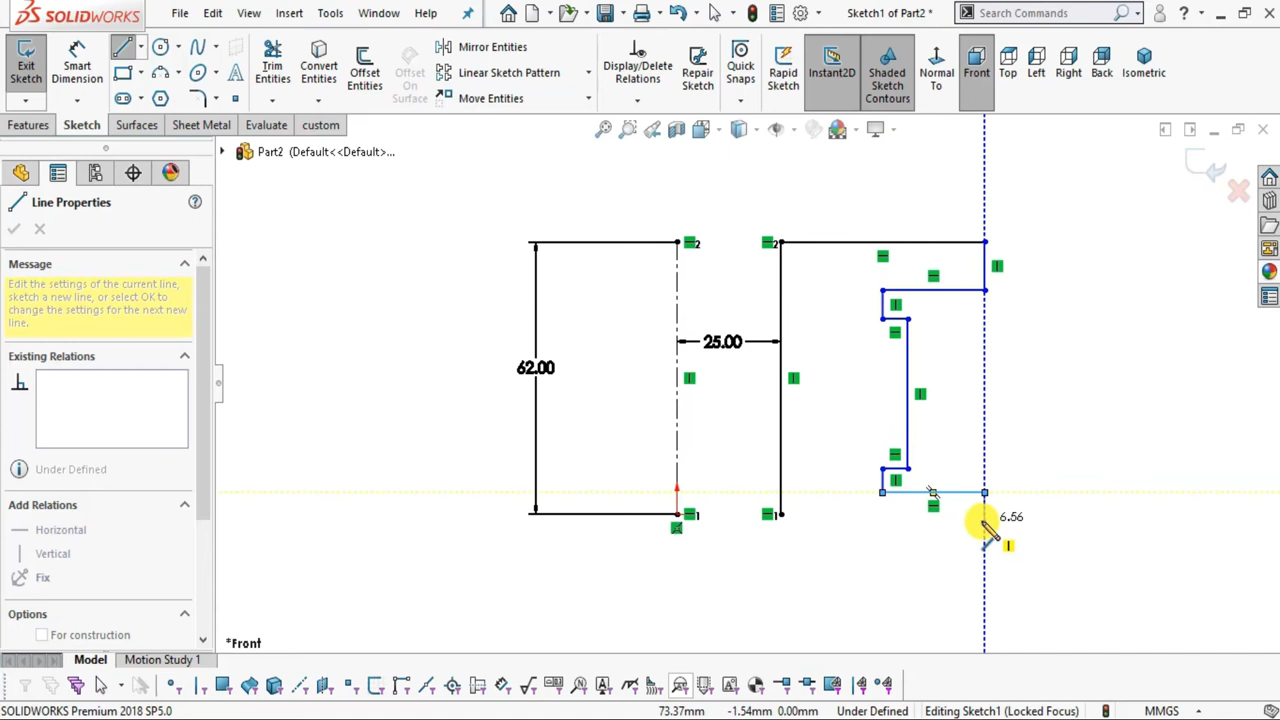 SOLIDWORKS File Edit View Insert Tools Window Help Sketch1 of Part2 * Search Commands ?
Exit Sketch
Smart Dimension
Trim Entities
Convert Entities
Offset Entities
Offset On Surface
Mirror Entities
Linear Sketch Pattern
Move Entities
Display/Delete Relations
Repair Sketch
Quick Snaps
Rapid Sketch
Instant2D
Shaded Sketch Contours
Normal To
Front
Top
Left
Right
Back
Isometric
Features Sketch Surfaces Sheet Metal Evaluate custom
Part2 (Default<<Default>...
Line Properties
Message
Edit the settings of the current line, sketch a new line, or select OK to change the settings for the next new line.
Existing Relations
Under Defined
Add Relations
Horizontal
Vertical
Fix
Options
For construction
2
2
25.00
62.00
1
1
6.56
*Front
Model Motion Study 1
SOLIDWORKS Premium 2018 SP5.0 73.37mm -1.54mm 0.00mm Under Defined Editing Sketch1 (Locked Focus) MMGS